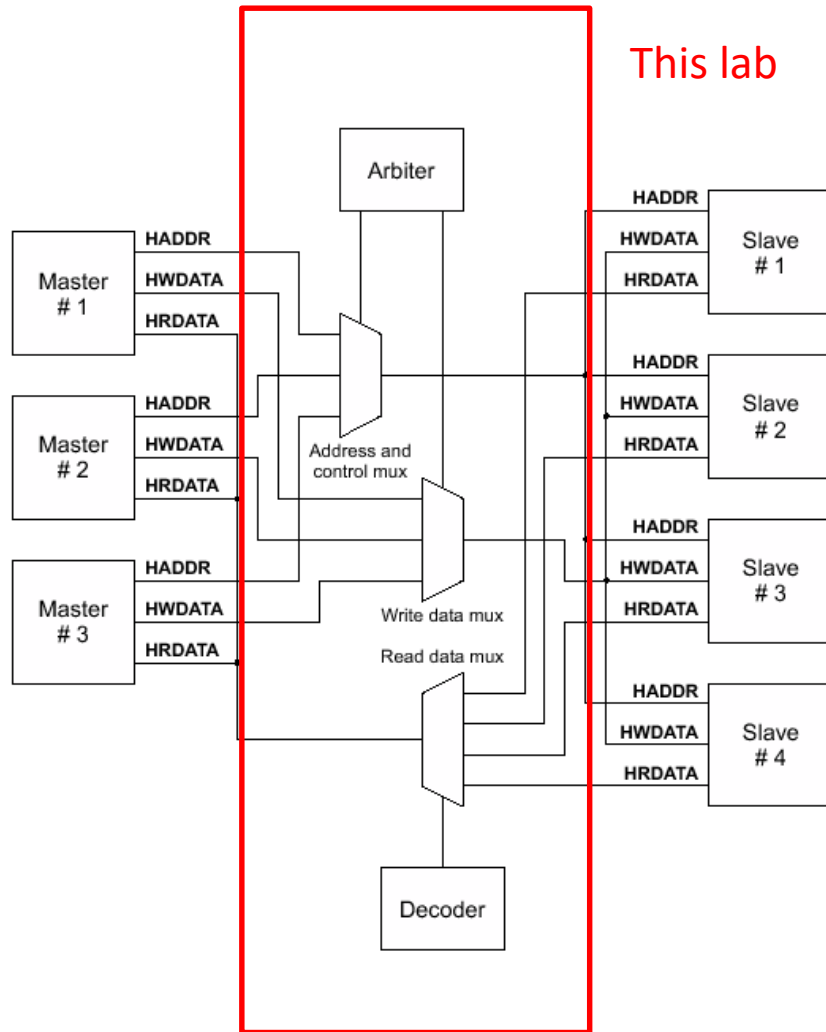 This lab
Arbiter
Master
# 1
HADDR
HWDATA
HRDATA
Master
# 2
HADDR
HWDATA
HRDATA
Master
# 3
HADDR
HWDATA
HRDATA
Address and
control mux
Write data mux
Read data mux
Decoder
HADDR
HWDATA
HRDATA
Slave
# 1
HADDR
HWDATA
HRDATA
Slave
# 2
HADDR
HWDATA
HRDATA
Slave
# 3
HADDR
HWDATA
HRDATA
Slave
# 4